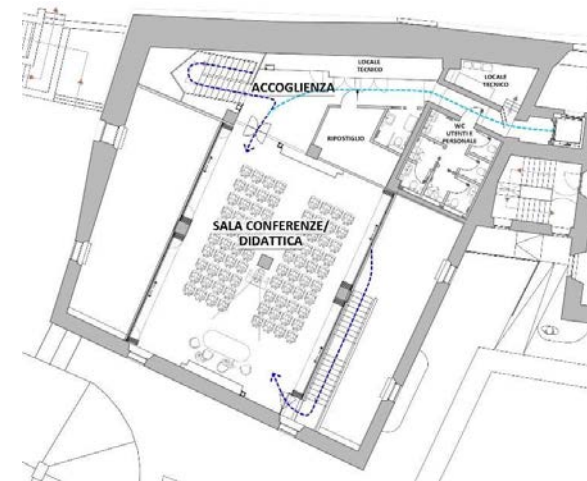 LOCALE
TECNICO
ACCOGLIENZA
LOCALE
TECNICO
RIPOSTIGLIO
WC
UTENTI E
PERSONALE
SALA CONFERENZE/
DIDATTICA